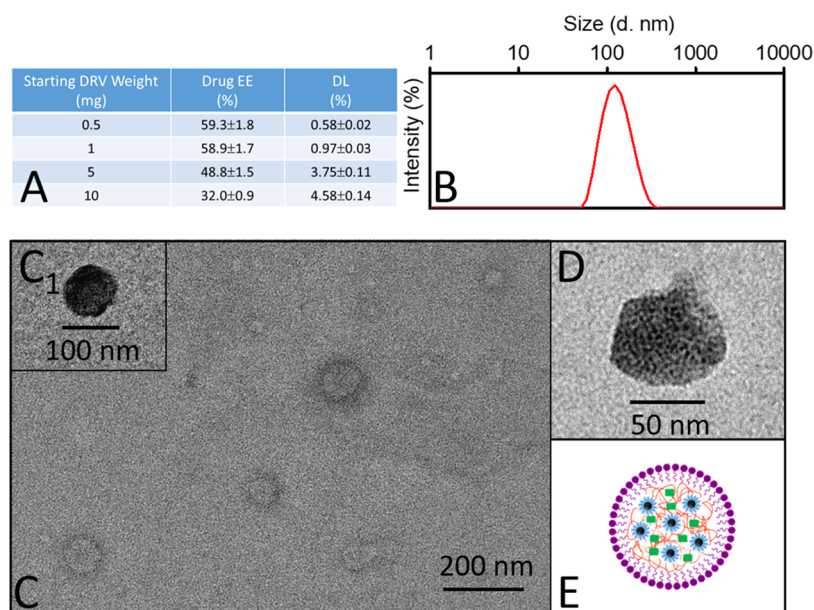 Size (d. nm)
1 10 100 1000 10000
Intensity (%)
B
Starting DRV Weight (mg) Drug EE (%) DL (%)
0.5 59.3±1.8 0.58±0.02
1 58.9±1.7 0.97±0.03
5 48.8±1.5 3.75±0.11
10 32.0±0.9 4.58±0.14
A
C1
100 nm
200 nm
C
D
50 nm
E